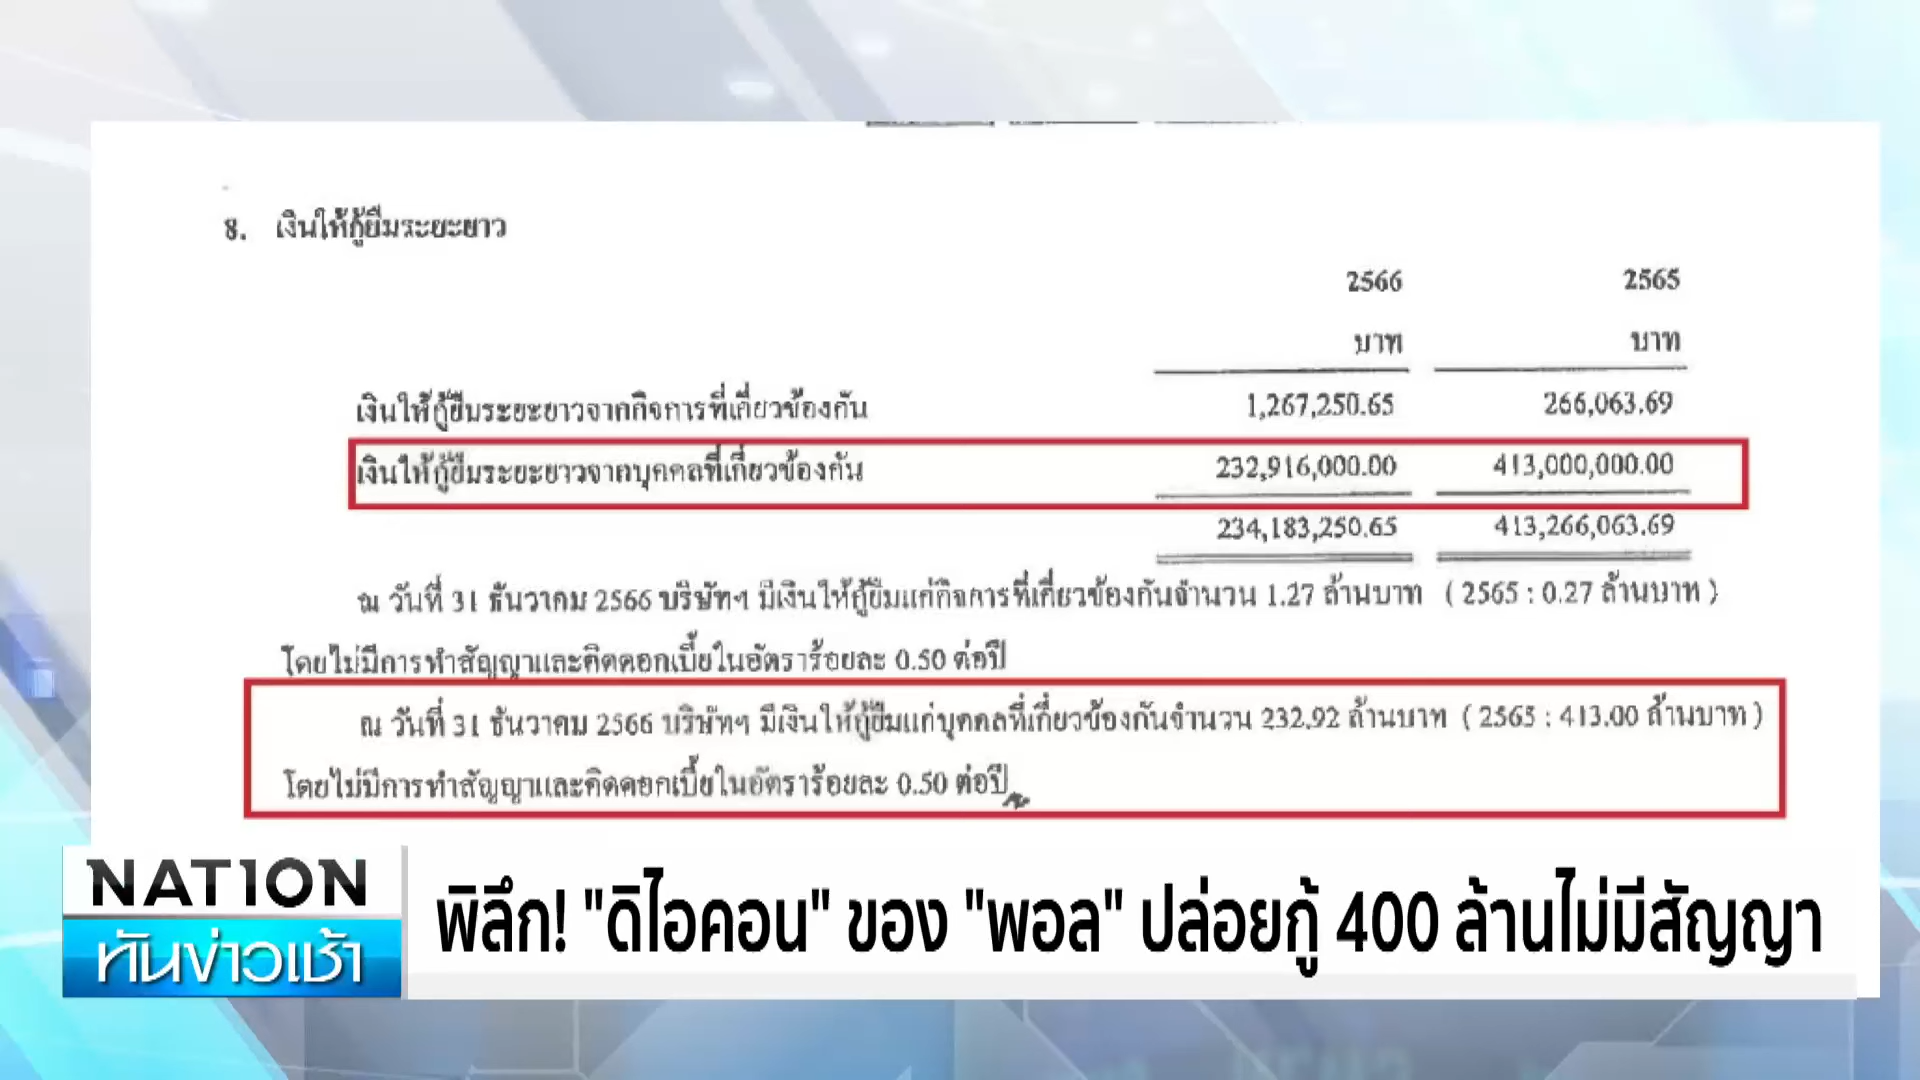 8. เงินให้กู้ยืมระยะยาว
2566 2565
บาท บาท
เงินให้กู้ยืมระยะยาวจากกิจการที่เกี่ยวข้องกัน 1,267,250.65 266,063.69
เงินให้กู้ยืมระยะยาวจากบุคคลที่เกี่ยวข้องกัน 232,916,000.00 413,000,000.00
234,183,250.65 413,266,063.69
ณ วันที่ 31 ธันวาคม 2566 บริษัทฯ มีเงินให้กู้ยืมแก่กิจการที่เกี่ยวข้องกันจำนวน 1.27 ล้านบาท ( 2565 : 0.27 ล้านบาท )
โดยไม่มีการทำสัญญาและคิดดอกเบี้ยในอัตราร้อยละ 0.50 ต่อปี
ณ วันที่ 31 ธันวาคม 2566 บริษัทฯ มีเงินให้กู้ยืมแก่บุคคลที่เกี่ยวข้องกันจำนวน 232.92 ล้านบาท ( 2565 : 413.00 ล้านบาท )
โดยไม่มีการทำสัญญาและคิดดอกเบี้ยในอัตราร้อยละ 0.50 ต่อปี
NATION
ทันข่าวเช้า
พิลึก! "ดิไอคอน" ของ "พอล" ปล่อยกู้ 400 ล้านไม่มีสัญญา